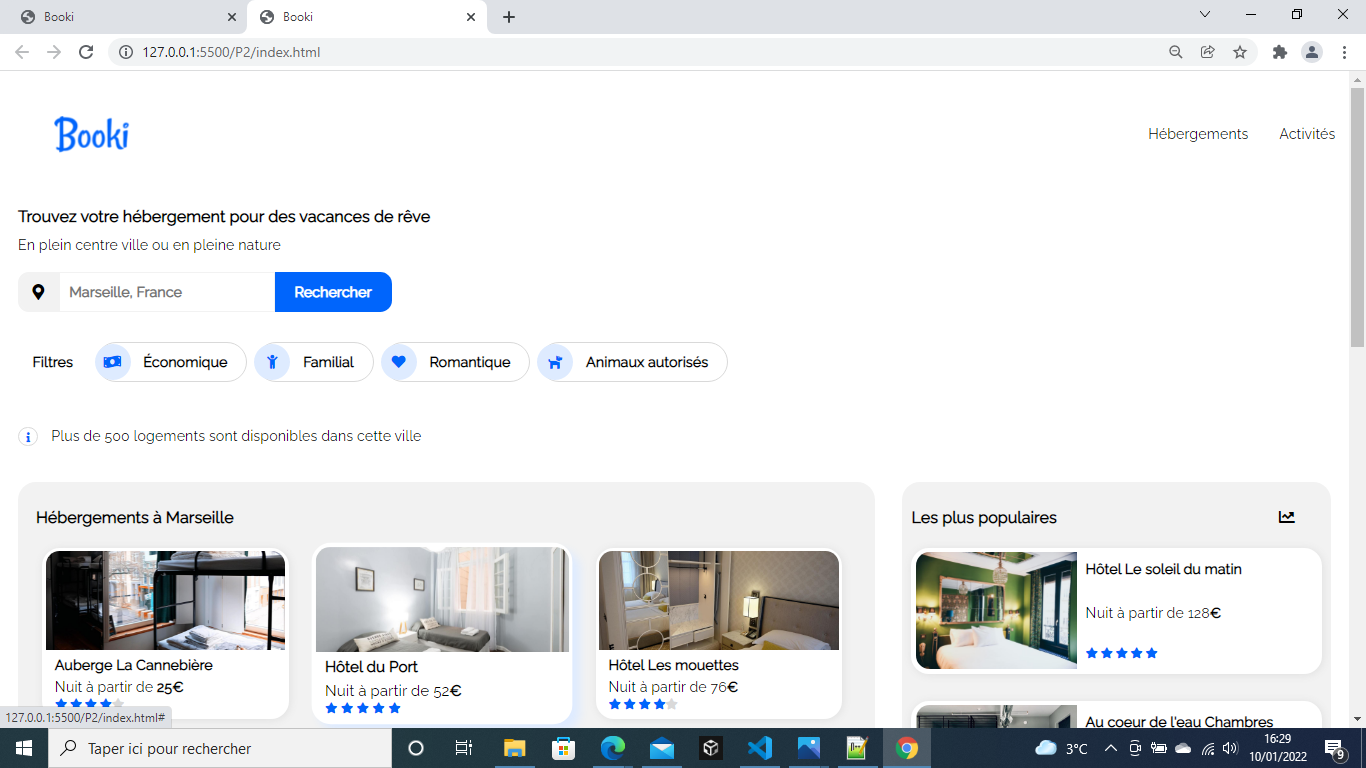 Booki
Booki
127.0.0.1:5500/P2/index.html
Booki
Hébergements
Activités
Trouvez votre hébergement pour des vacances de rêve
En plein centre ville ou en pleine nature
Marseille, France
Rechercher
Filtres
Économique
Familial
Romantique
Animaux autorisés
Plus de 500 logements sont disponibles dans cette ville
Hébergements à Marseille
Auberge La Cannebière
Nuit à partir de 25€
Hôtel du Port
Nuit à partir de 52€
Hôtel Les mouettes
Nuit à partir de 76€
Les plus populaires
Hôtel Le soleil du matin
Nuit à partir de 128€
Au coeur de l'eau Chambres
127.0.0.1:5500/P2/index.html#
Taper ici pour rechercher
3°C
16:29
10/01/2022
9